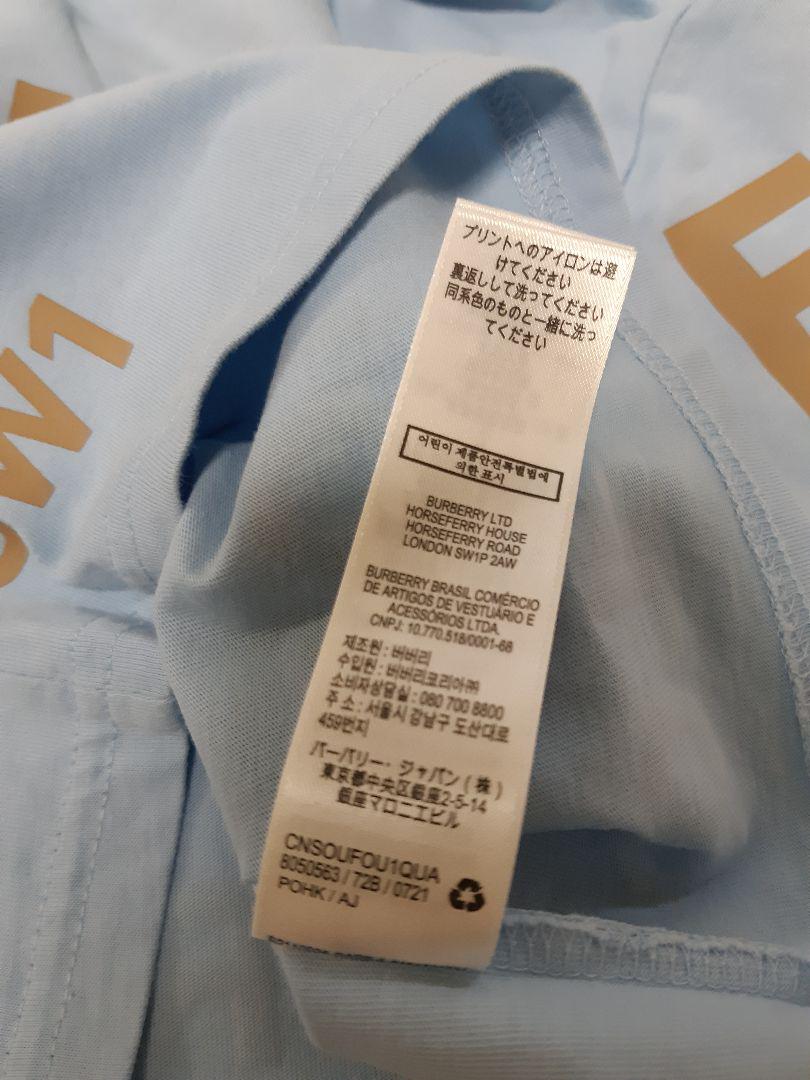 プリントへのアイロンは避
けてください
裏返しして洗ってください
同系色のものと一緒に洗っ
てください
어린이 제품안전특별법에
의한 표시
BURBERRY LTD
HORSEFERRY HOUSE
HORSEFERRY ROAD
LONDON SW1P 2AW
BURBERRY BRASIL COMÉRCIO
DE ARTIGOS DE VESTUÁRIO E
ACESSÓRIOS LTDA.
CNPJ: 10.770.518/0001-68
제조원 : 버버리
수입원 : 버버리코리아㈜
소비자상담실 : 080 700 8800
주 소 : 서울시 강남구 도산대로
459번지
バーバリー・ジャパン(株)
東京都中央区銀座2-5-14
銀座マロニエビル
CNSOUFOU1QUA
8050563 / 72B / 0721
POHK / AJ
W1